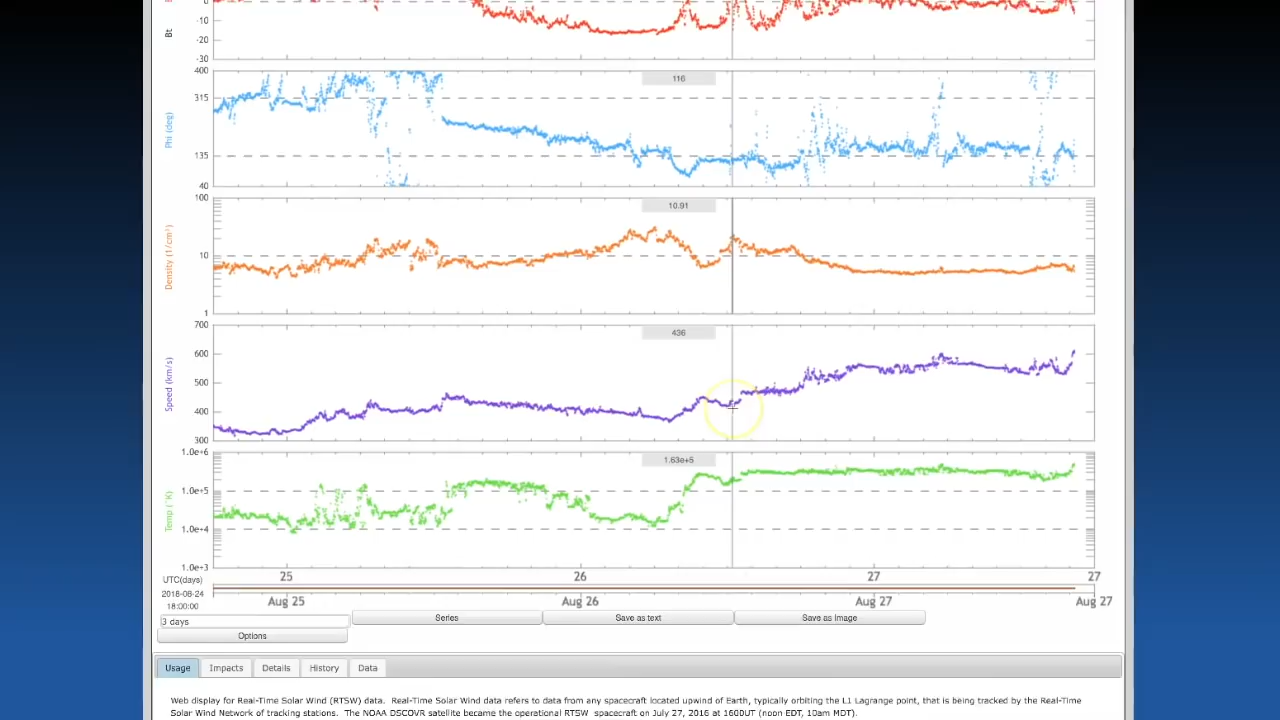 0
-10
Bt
-20
-30
400
116
315
Phi (deg)
135
40
100
10.91
Density (1/cm³)
10
1
700
436
600
Speed (km/s)
500
400
300
1.0e+6
1.63e+5
1.0e+5
Temp (°K)
1.0e+4
1.0e+3
UTC(days) 25 26 27 27
2018-08-24
18:00:00
Aug 25 Aug 26 Aug 27 Aug 27
3 days Series Save as text Save as image
Options
Usage Impacts Details History Data
Web display for Real-Time Solar Wind (RTSW) data. Real-Time Solar Wind data refers to data from any spacecraft located upwind of Earth, typically orbiting the L1 Lagrange point, that is being tracked by the Real-Time
Solar Wind Network of tracking stations. The NOAA DSCOVR satellite became the operational RTSW spacecraft on July 27, 2016 at 1600UT (noon EDT, 10am MDT).